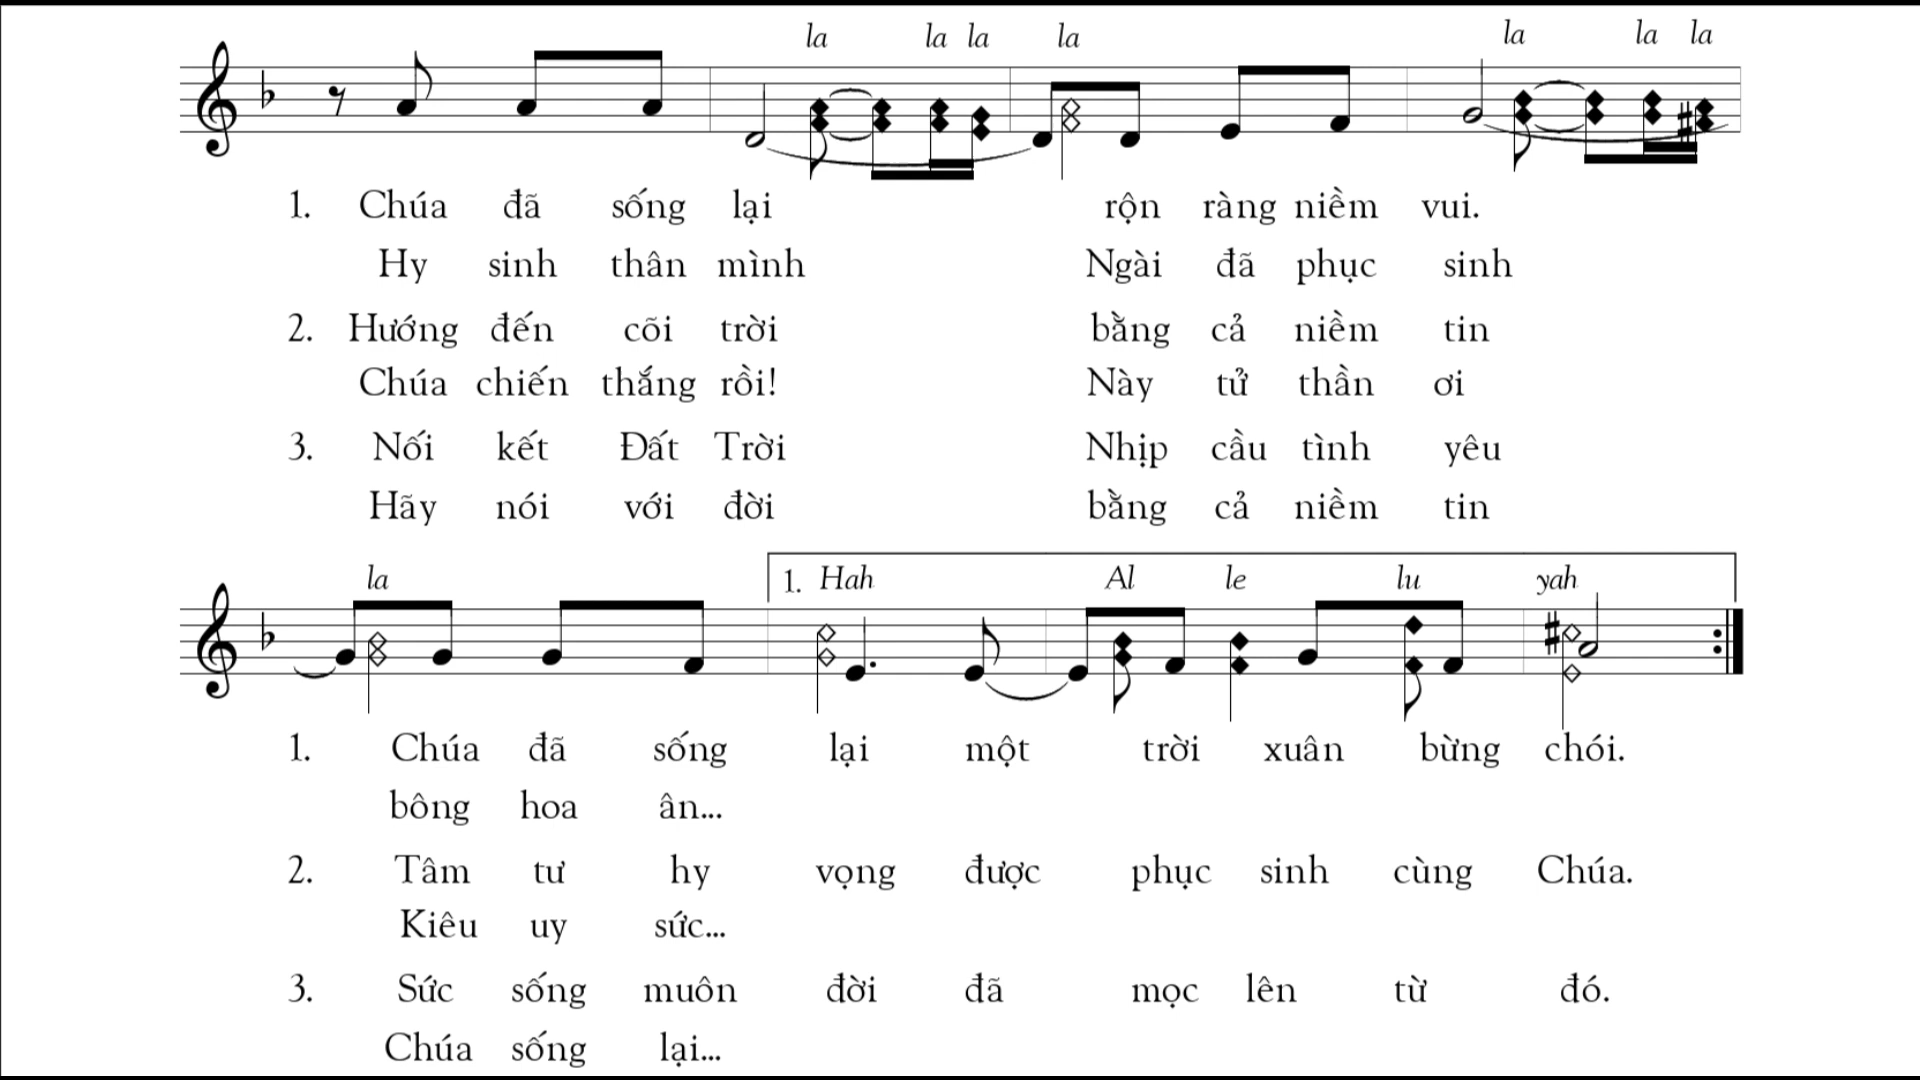 la la la la la la la
1. Chúa đã sống lại rộn ràng niềm vui.
Hy sinh thân mình Ngài đã phục sinh
2. Hướng đến cõi trời bằng cả niềm tin
Chúa chiến thắng rồi! Này tử thần ơi
3. Nối kết Đất Trời Nhịp cầu tình yêu
Hãy nói với đời bằng cả niềm tin
la 1. Hah Al le lu yah
1. Chúa đã sống lại một trời xuân bừng chói.
bông hoa ân...
2. Tâm tư hy vọng được phục sinh cùng Chúa.
Kiêu uy sức...
3. Sức sống muôn đời đã mọc lên từ đó.
Chúa sống lại...